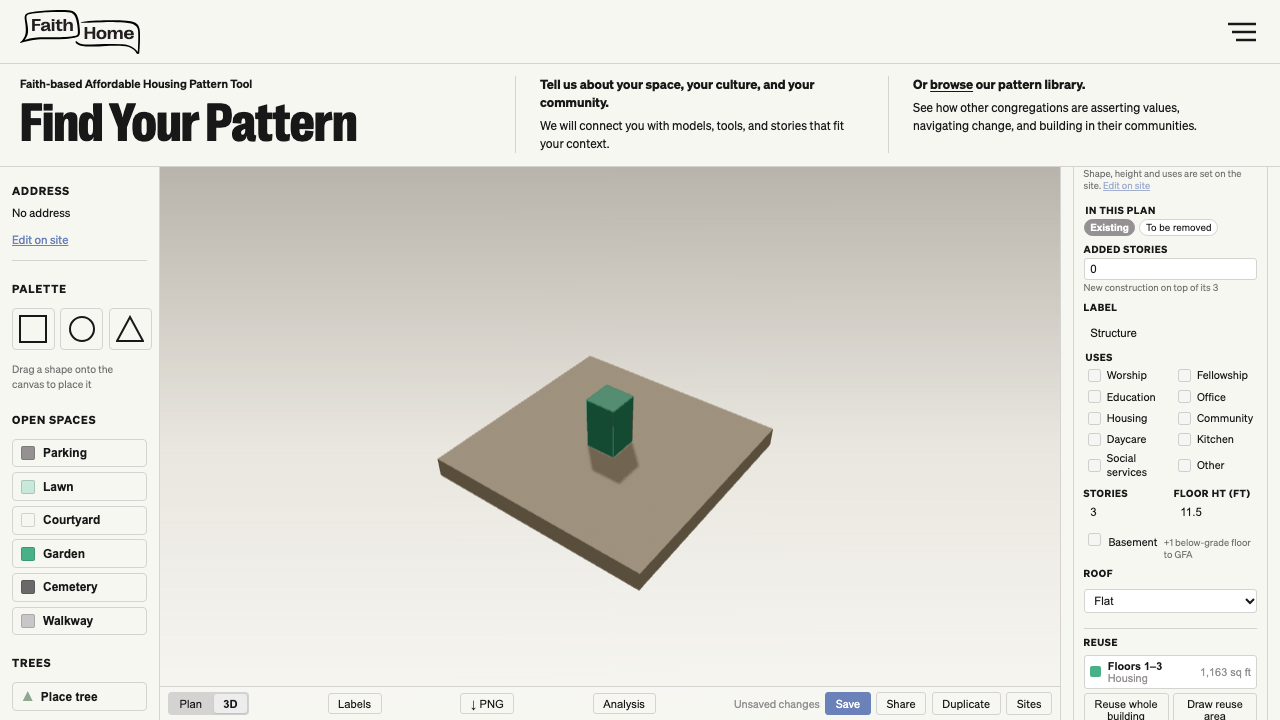 Faith
Home
Faith-based Affordable Housing Pattern Tool
Find Your Pattern
Tell us about your space, your culture, and your
community.
We will connect you with models, tools, and stories that fit
your context.
Or browse our pattern library.
See how other congregations are asserting values,
navigating change, and building in their communities.
ADDRESS
No address
Edit on site
PALETTE
Drag a shape onto the
canvas to place it
OPEN SPACES
Parking
Lawn
Courtyard
Garden
Cemetery
Walkway
TREES
Place tree
Plan
3D
Labels
↓ PNG
Analysis
Unsaved changes
Save
Share
Duplicate
Sites
Shape, height and uses are set on the
site. Edit on site
IN THIS PLAN
Existing
To be removed
ADDED STORIES
0
New construction on top of its 3
LABEL
Structure
USES
Worship
Fellowship
Education
Office
Housing
Community
Daycare
Kitchen
Social
services
Other
STORIES
FLOOR HT (FT)
3
11.5
Basement
+1 below-grade floor
to GFA
ROOF
Flat
REUSE
Floors 1–3
Housing
1,163 sq ft
Reuse whole
building
Draw reuse
area